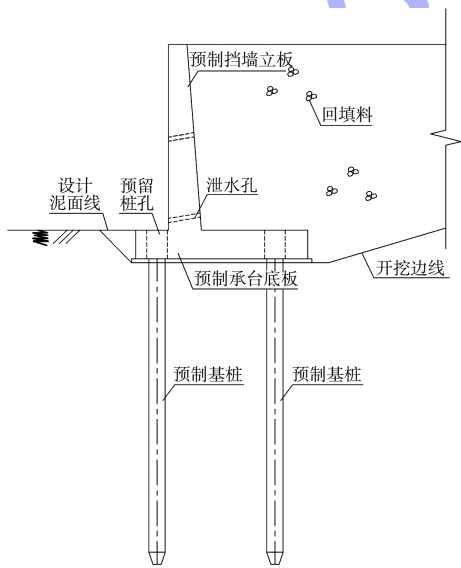 预制挡墙立板
回填料
设计
泥面线
预留
桩孔
泄水孔
预制承台底板
开挖边线
预制基桩
预制基桩